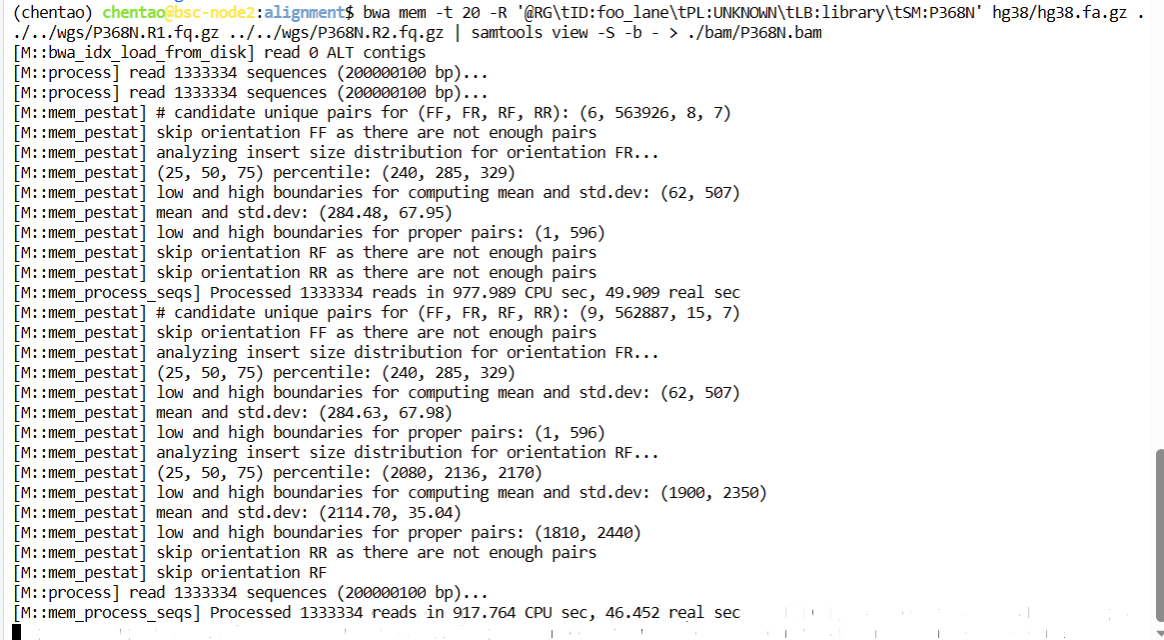 (chentao) chentao@bsc-node2:alignment$ bwa mem -t 20 -R '@RG\tID:foo_lane\tPL:UNKNOWN\tLB:library\tSM:P368N' hg38/hg38.fa.gz .
./../wgs/P368N.R1.fq.gz ../../wgs/P368N.R2.fq.gz | samtools view -S -b - > ./bam/P368N.bam
[M::bwa_idx_load_from_disk] read 0 ALT contigs
[M::process] read 1333334 sequences (200000100 bp)...
[M::process] read 1333334 sequences (200000100 bp)...
[M::mem_pestat] # candidate unique pairs for (FF, FR, RF, RR): (6, 563926, 8, 7)
[M::mem_pestat] skip orientation FF as there are not enough pairs
[M::mem_pestat] analyzing insert size distribution for orientation FR...
[M::mem_pestat] (25, 50, 75) percentile: (240, 285, 329)
[M::mem_pestat] low and high boundaries for computing mean and std.dev: (62, 507)
[M::mem_pestat] mean and std.dev: (284.48, 67.95)
[M::mem_pestat] low and high boundaries for proper pairs: (1, 596)
[M::mem_pestat] skip orientation RF as there are not enough pairs
[M::mem_pestat] skip orientation RR as there are not enough pairs
[M::mem_process_seqs] Processed 1333334 reads in 977.989 CPU sec, 49.909 real sec
[M::mem_pestat] # candidate unique pairs for (FF, FR, RF, RR): (9, 562887, 15, 7)
[M::mem_pestat] skip orientation FF as there are not enough pairs
[M::mem_pestat] analyzing insert size distribution for orientation FR...
[M::mem_pestat] (25, 50, 75) percentile: (240, 285, 329)
[M::mem_pestat] low and high boundaries for computing mean and std.dev: (62, 507)
[M::mem_pestat] mean and std.dev: (284.63, 67.98)
[M::mem_pestat] low and high boundaries for proper pairs: (1, 596)
[M::mem_pestat] analyzing insert size distribution for orientation RF...
[M::mem_pestat] (25, 50, 75) percentile: (2080, 2136, 2170)
[M::mem_pestat] low and high boundaries for computing mean and std.dev: (1900, 2350)
[M::mem_pestat] mean and std.dev: (2114.70, 35.04)
[M::mem_pestat] low and high boundaries for proper pairs: (1810, 2440)
[M::mem_pestat] skip orientation RR as there are not enough pairs
[M::mem_pestat] skip orientation RF
[M::process] read 1333334 sequences (200000100 bp)...
[M::mem_process_seqs] Processed 1333334 reads in 917.764 CPU sec, 46.452 real sec